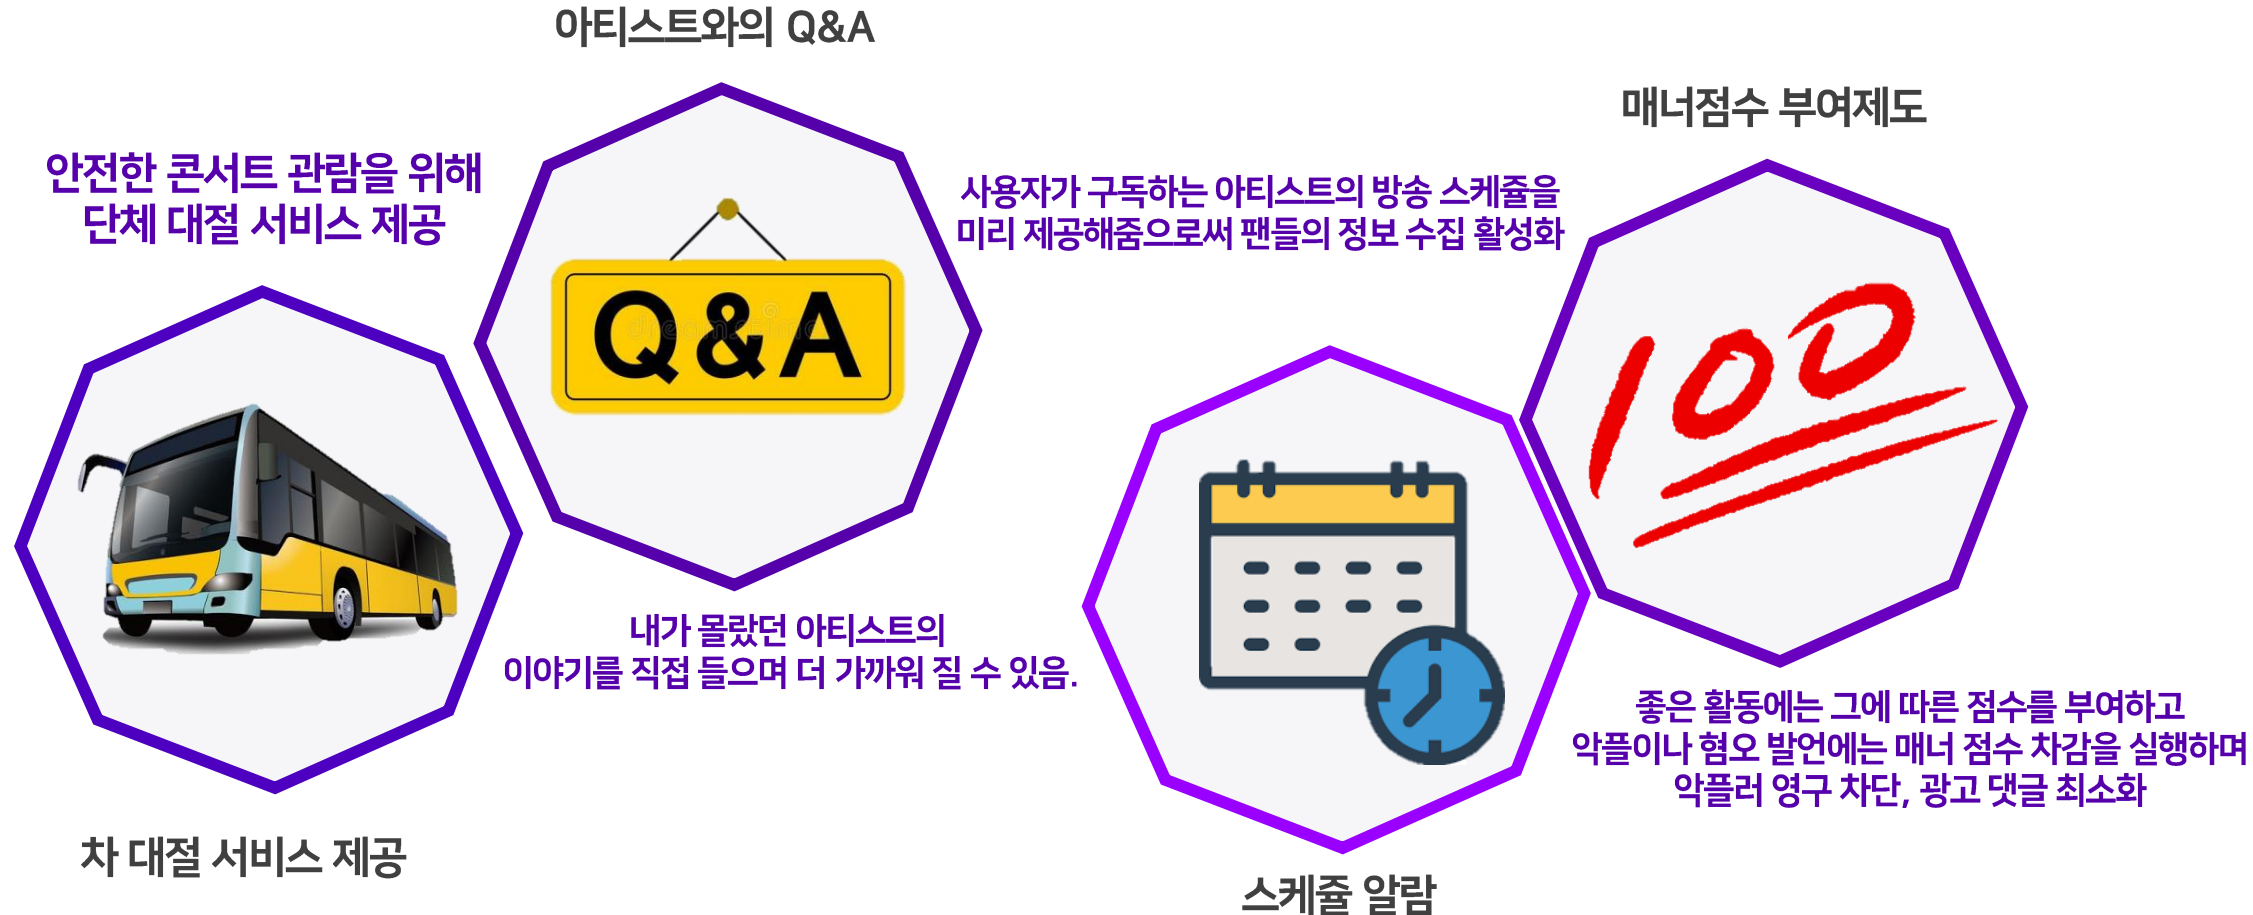 아티스트와의 Q&A
매너점수 부여제도
안전한 콘서트 관람을 위해
단체 대절 서비스 제공
사용자가 구독하는 아티스트의 방송 스케쥴을
미리 제공해줌으로써 팬들의 정보 수집 활성화
Q&A
100
내가 몰랐던 아티스트의
이야기를 직접 들으며 더 가까워 질 수 있음.
좋은 활동에는 그에 따른 점수를 부여하고
악플이나 혐오 발언에는 매너 점수 차감을 실행하며
악플러 영구 차단, 광고 댓글 최소화
차 대절 서비스 제공
스케쥴 알람